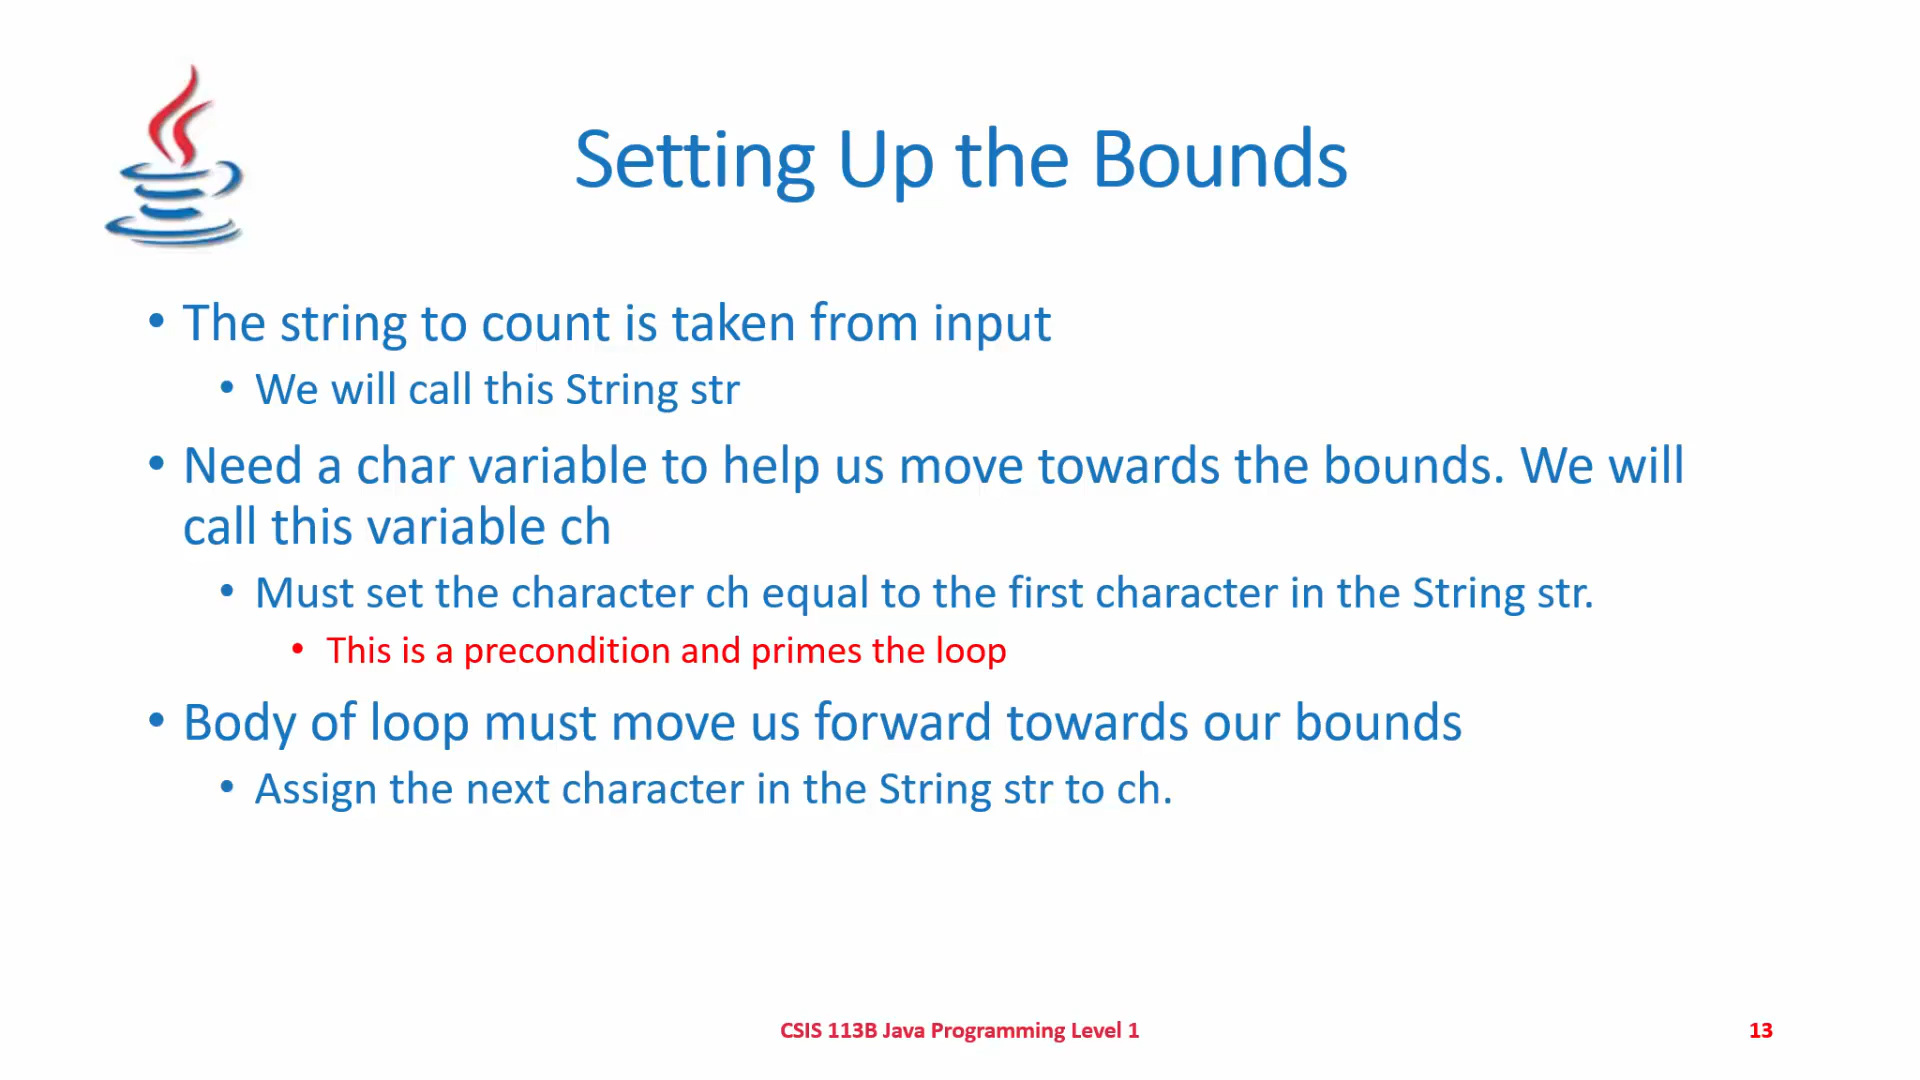 Setting Up the Bounds
• The string to count is taken from input
• We will call this String str
• Need a char variable to help us move towards the bounds. We will
call this variable ch
• Must set the character ch equal to the first character in the String str.
• This is a precondition and primes the loop
• Body of loop must move us forward towards our bounds
• Assign the next character in the String str to ch.
CSIS 113B Java Programming Level 1
13